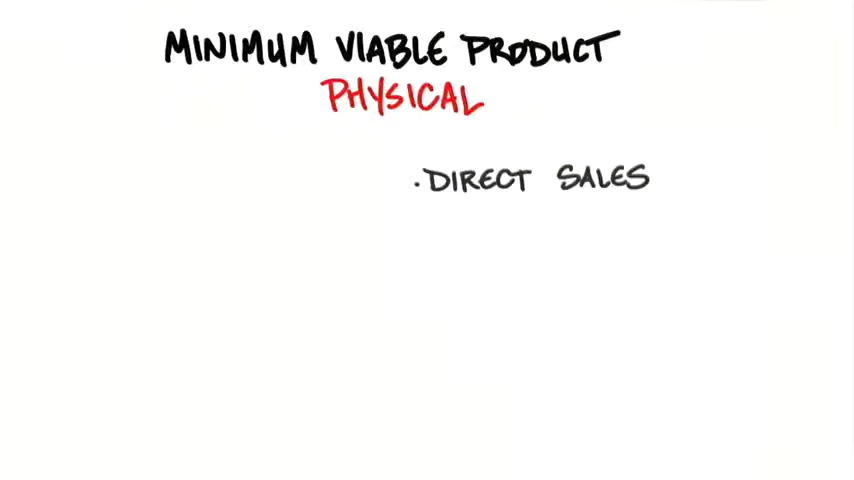 MINIMUM VIABLE PRODUCT
PHYSICAL
. DIRECT SALES